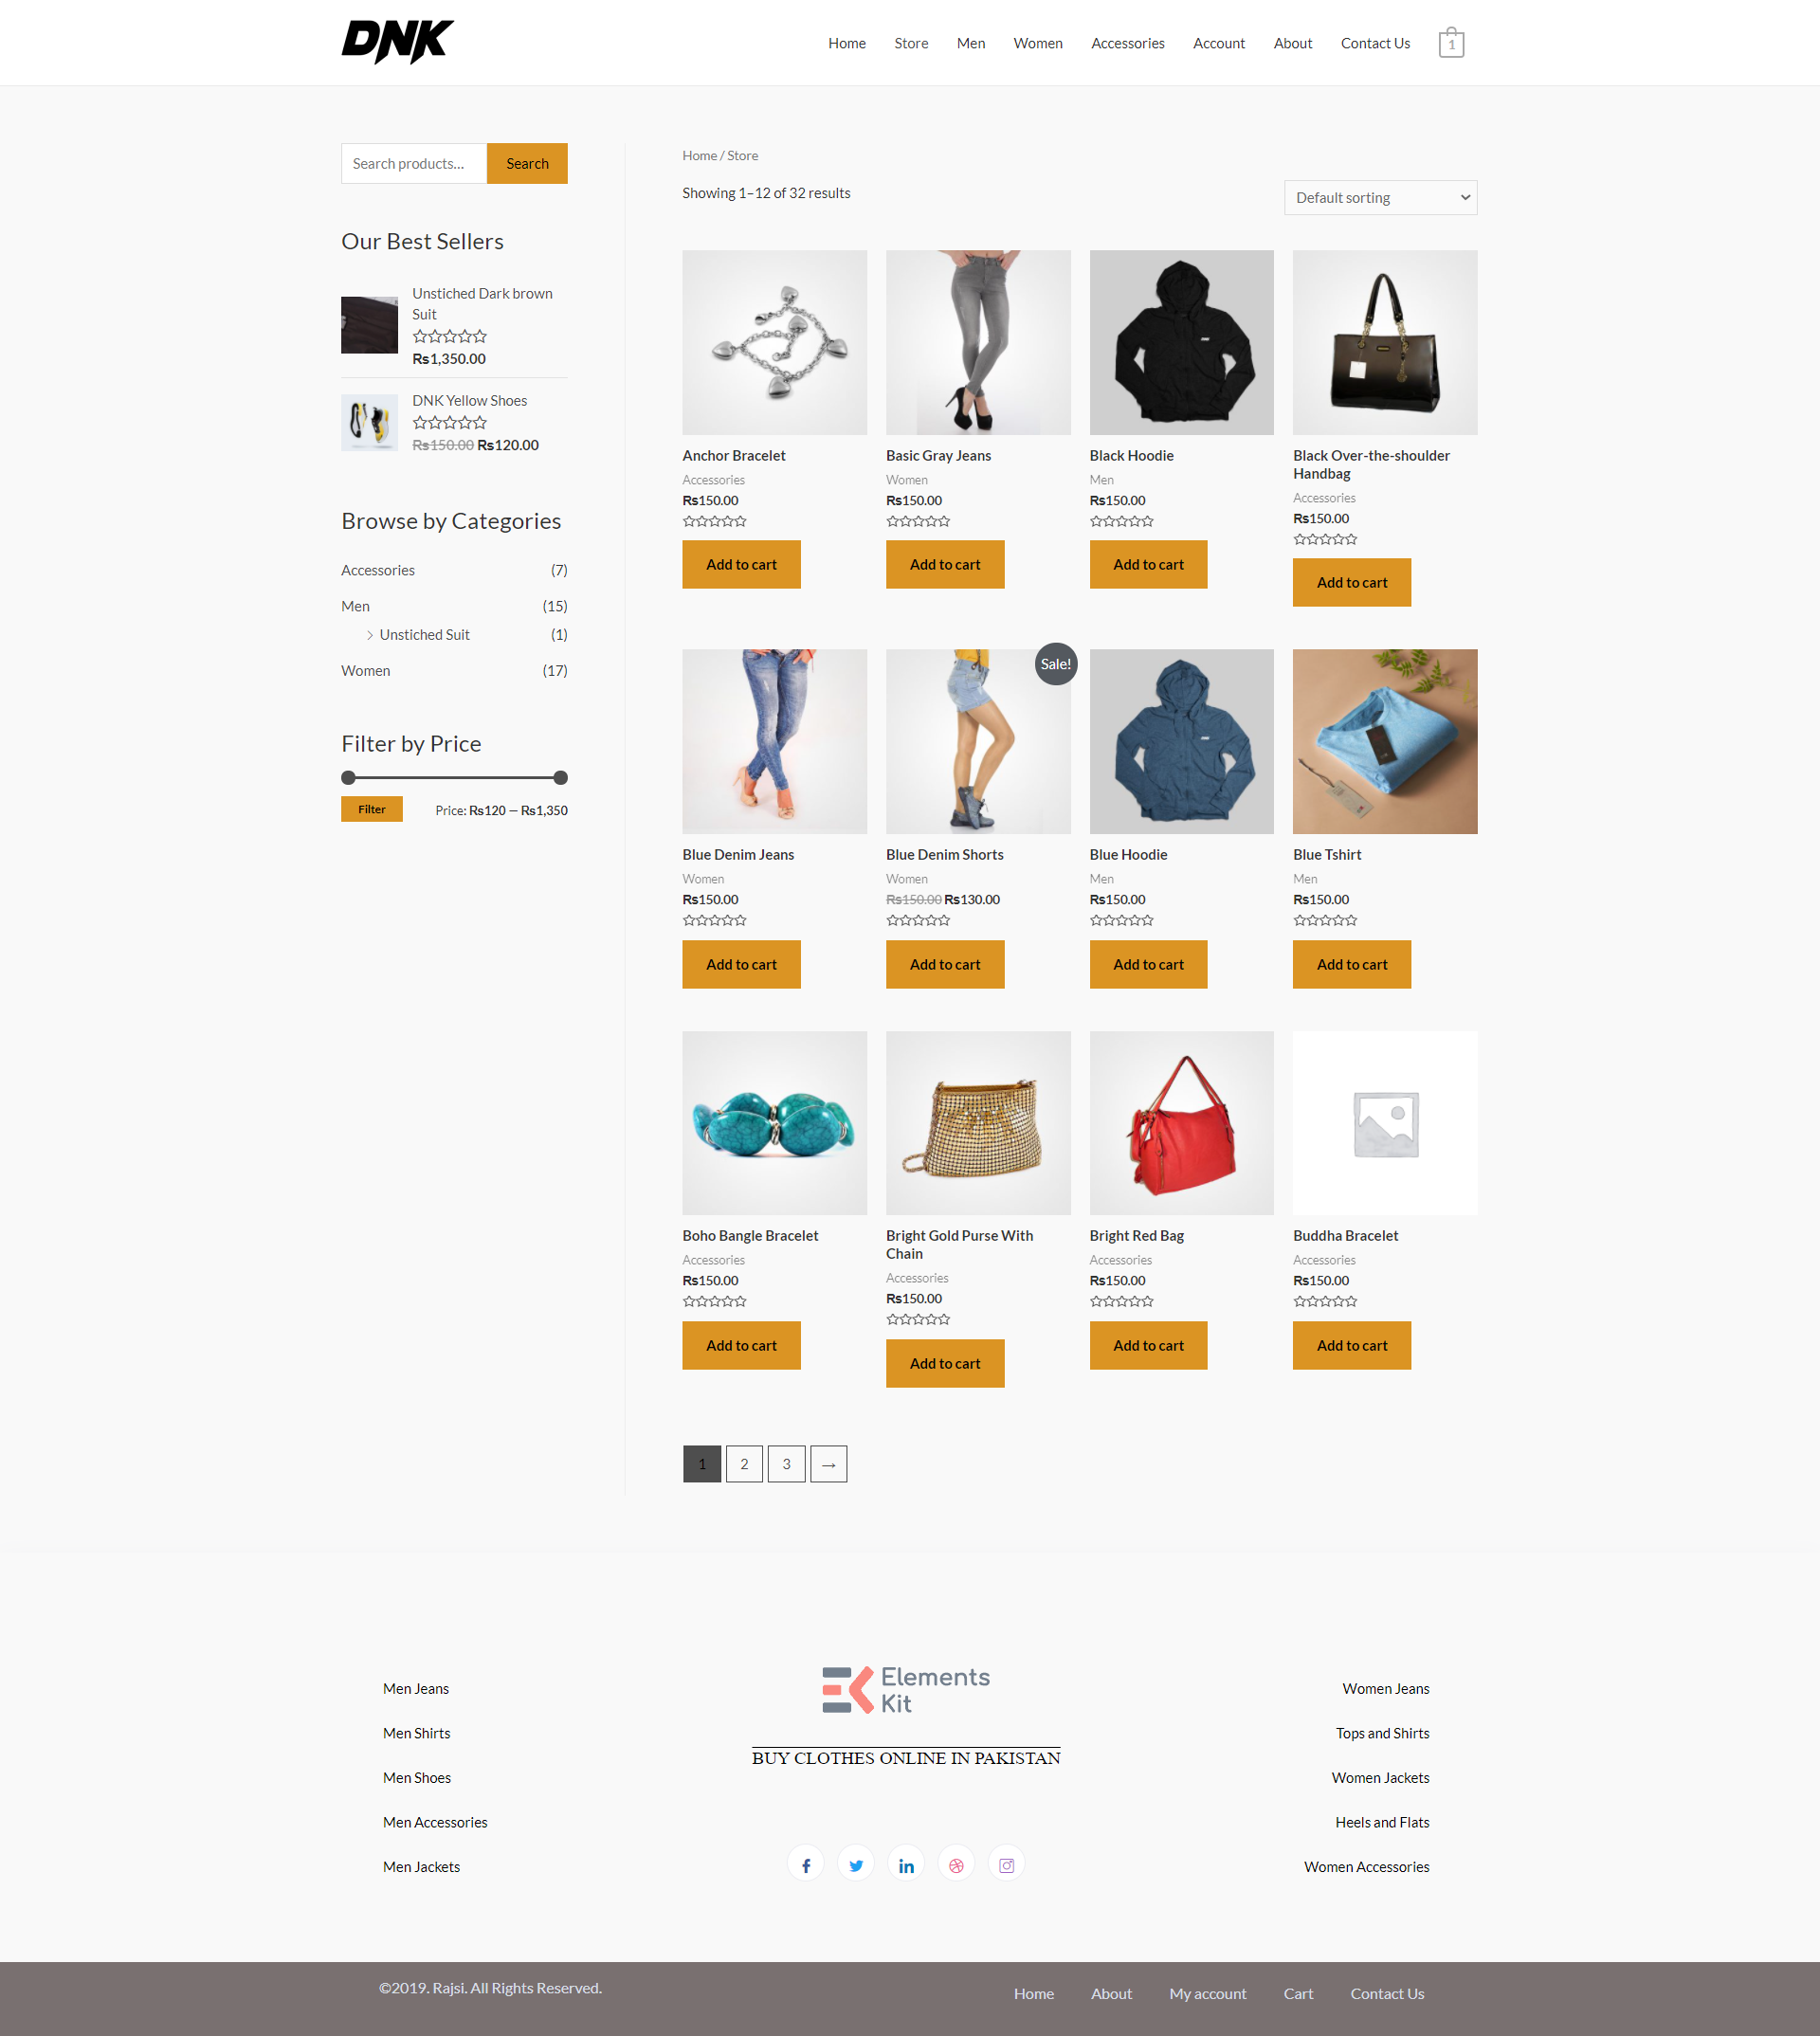 DNK
Home Store Men Women Accessories Account About Contact Us 1
Search products... Search
Our Best Sellers
Unstiched Dark brown
Suit
₨1,350.00
DNK Yellow Shoes
₨150.00 ₨120.00
Browse by Categories
Accessories (7)
Men (15)
Unstiched Suit (1)
Women (17)
Filter by Price
Filter Price: ₨120 — ₨1,350
Home / Store
Showing 1–12 of 32 results
Default sorting
Anchor Bracelet
Accessories
₨150.00
Add to cart
Basic Gray Jeans
Women
₨150.00
Add to cart
Black Hoodie
Men
₨150.00
Add to cart
Black Over-the-shoulder
Handbag
Accessories
₨150.00
Add to cart
Blue Denim Jeans
Women
₨150.00
Add to cart
Sale!
Blue Denim Shorts
Women
₨150.00 ₨130.00
Add to cart
Blue Hoodie
Men
₨150.00
Add to cart
Blue Tshirt
Men
₨150.00
Add to cart
Boho Bangle Bracelet
Accessories
₨150.00
Add to cart
Bright Gold Purse With
Chain
Accessories
₨150.00
Add to cart
Bright Red Bag
Accessories
₨150.00
Add to cart
Buddha Bracelet
Accessories
₨150.00
Add to cart
1 2 3 →
Men Jeans
Men Shirts
Men Shoes
Men Accessories
Men Jackets
Elements
Kit
BUY CLOTHES ONLINE IN PAKISTAN
Women Jeans
Tops and Shirts
Women Jackets
Heels and Flats
Women Accessories
©2019. Rajsi. All Rights Reserved.
Home About My account Cart Contact Us